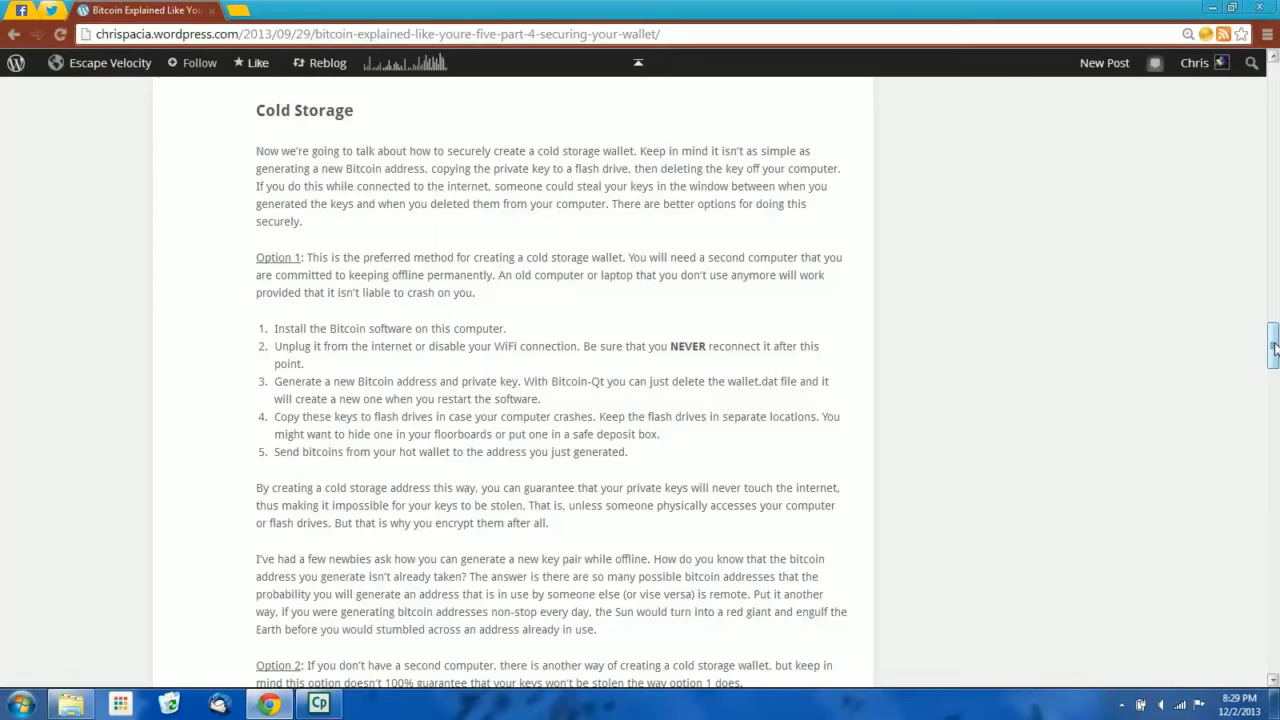 Bitcoin Explained Like You
chrispacia.wordpress.com/2013/09/29/bitcoin-explained-like-youre-five-part-4-securing-your-wallet/
Escape Velocity Follow Like Reblog New Post Chris
Cold Storage
Now we're going to talk about how to securely create a cold storage wallet. Keep in mind it isn't as simple as
generating a new Bitcoin address, copying the private key to a flash drive, then deleting the key off your computer.
If you do this while connected to the internet, someone could steal your keys in the window between when you
generated the keys and when you deleted them from your computer. There are better options for doing this
securely.
Option 1: This is the preferred method for creating a cold storage wallet. You will need a second computer that you
are committed to keeping offline permanently. An old computer or laptop that you don't use anymore will work
provided that it isn't liable to crash on you.
1. Install the Bitcoin software on this computer.
2. Unplug it from the internet or disable your WiFi connection. Be sure that you NEVER reconnect it after this
point.
3. Generate a new Bitcoin address and private key. With Bitcoin-Qt you can just delete the wallet.dat file and it
will create a new one when you restart the software.
4. Copy these keys to flash drives in case your computer crashes. Keep the flash drives in separate locations. You
might want to hide one in your floorboards or put one in a safe deposit box.
5. Send bitcoins from your hot wallet to the address you just generated.
By creating a cold storage address this way, you can guarantee that your private keys will never touch the internet,
thus making it impossible for your keys to be stolen. That is, unless someone physically accesses your computer
or flash drives. But that is why you encrypt them after all.
I've had a few newbies ask how you can generate a new key pair while offline. How do you know that the bitcoin
address you generate isn't already taken? The answer is there are so many possible bitcoin addresses that the
probability you will generate an address that is in use by someone else (or vise versa) is remote. Put it another
way, if you were generating bitcoin addresses non-stop every day, the Sun would turn into a red giant and engulf the
Earth before you would stumbled across an address already in use.
Option 2: If you don't have a second computer, there is another way of creating a cold storage wallet, but keep in
mind this option doesn't 100% guarantee that your keys won't be stolen the way option 1 does.
Cp
8:29 PM
12/2/2013